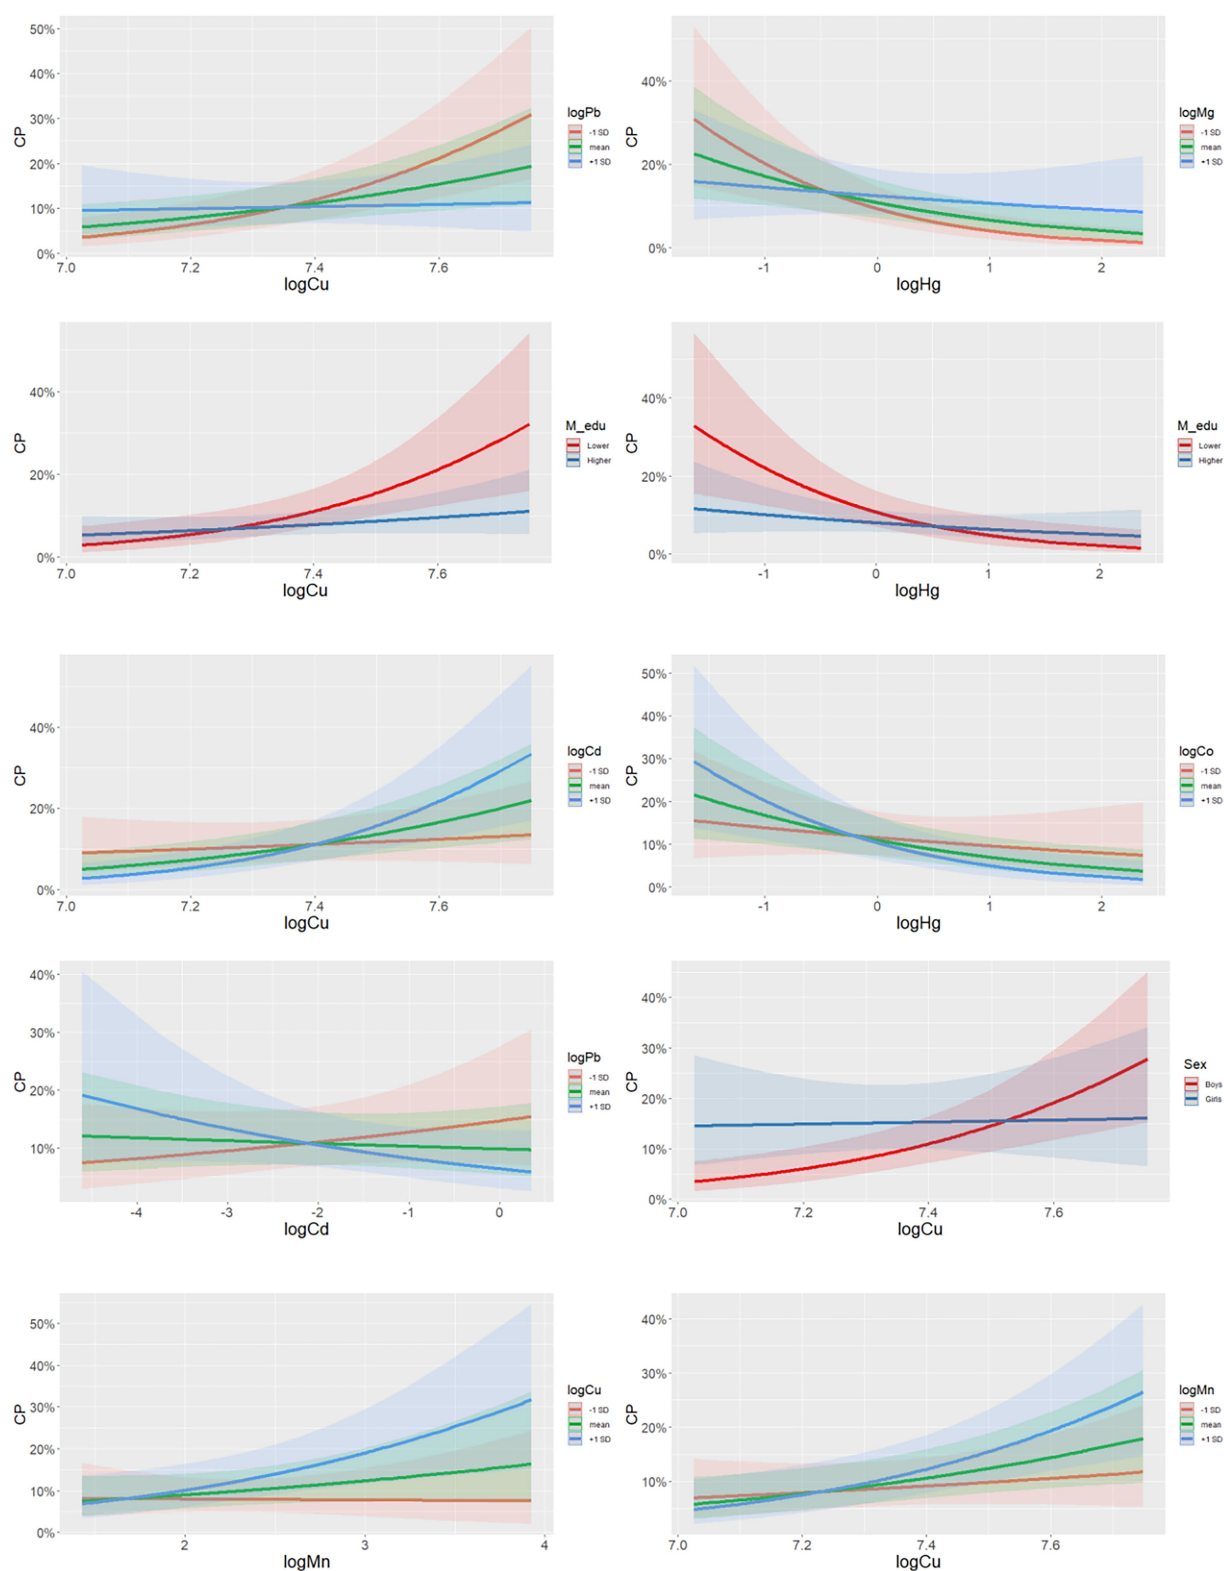 50%
40%
30%
20%
10%
0%
CP
7.0 7.2 7.4 7.6
logCu
logPb
-1 SD
mean
+1 SD
40%
20%
0%
CP
-1 0 1 2
logHg
logMg
-1 SD
mean
+1 SD
40%
20%
0%
CP
7.0 7.2 7.4 7.6
logCu
M_edu
Lower
Higher
40%
20%
0%
CP
-1 0 1 2
logHg
M_edu
Lower
Higher
40%
20%
0%
CP
7.0 7.2 7.4 7.6
logCu
logCd
-1 SD
mean
+1 SD
50%
40%
30%
20%
10%
0%
CP
-1 0 1 2
logHg
logCo
-1 SD
mean
+1 SD
40%
30%
20%
10%
CP
-4 -3 -2 -1 0
logCd
logPb
-1 SD
mean
+1 SD
40%
30%
20%
10%
0%
CP
7.0 7.2 7.4 7.6
logCu
Sex
Boys
Girls
50%
40%
30%
20%
10%
0%
CP
2 3 4
logMn
logCu
-1 SD
mean
+1 SD
40%
30%
20%
10%
CP
7.0 7.2 7.4 7.6
logCu
logMn
-1 SD
mean
+1 SD